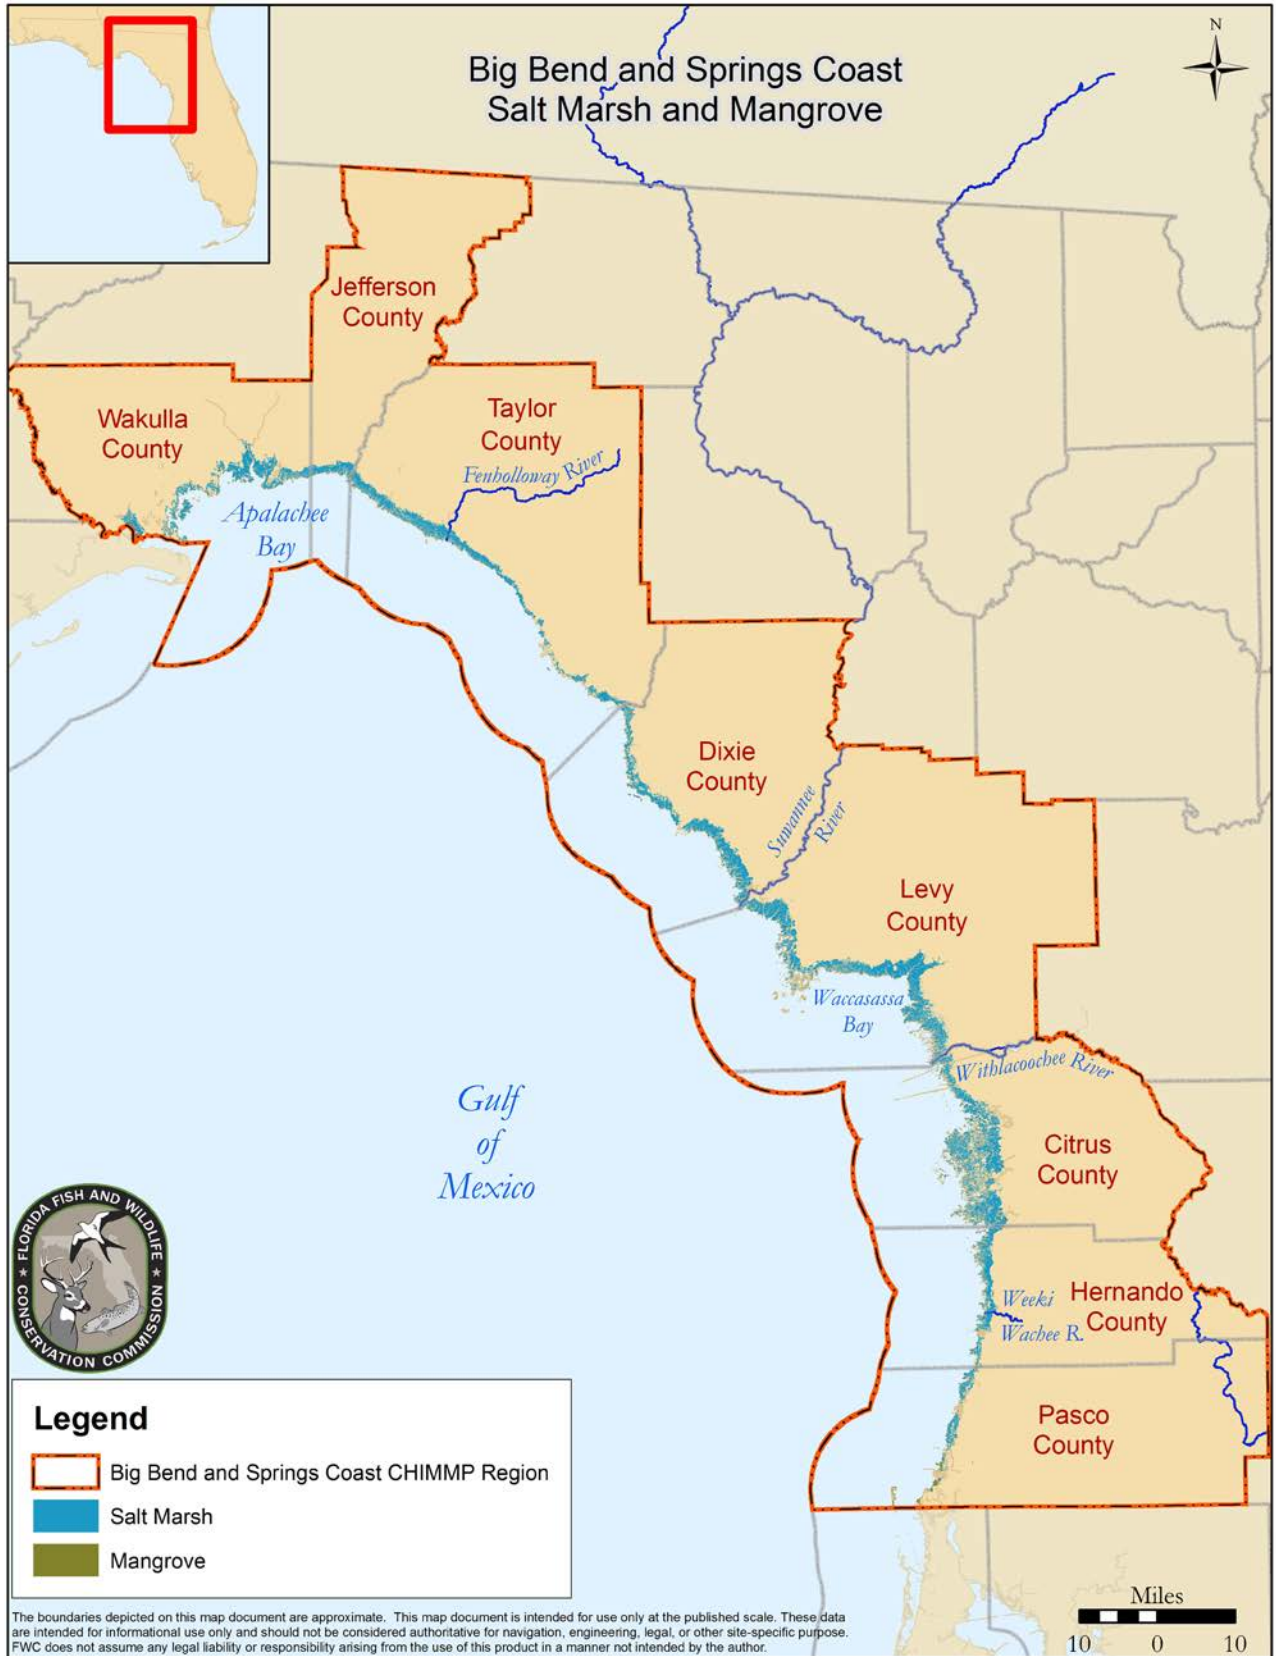 Big Bend and Springs Coast
Salt Marsh and Mangrove
N
Jefferson
County
Wakulla
County
Taylor
County
Fenholloway River
Apalachee
Bay
Dixie
County
Suwannee
River
Levy
County
Waccasassa
Bay
Withlacoochee River
Gulf
of
Mexico
Citrus
County
FLORIDA FISH AND WILDLIFE
CONSERVATION COMMISSION
Weeki
Wachee R.
Hernando
County
Pasco
County
Legend
Big Bend and Springs Coast CHIMMP Region
Salt Marsh
Mangrove
Miles
10 0 10
The boundaries depicted on this map document are approximate. This map document is intended for use only at the published scale. These data
are intended for informational use only and should not be considered authoritative for navigation, engineering, legal, or other site-specific purpose.
FWC does not assume any legal liability or responsibility arising from the use of this product in a manner not intended by the author.